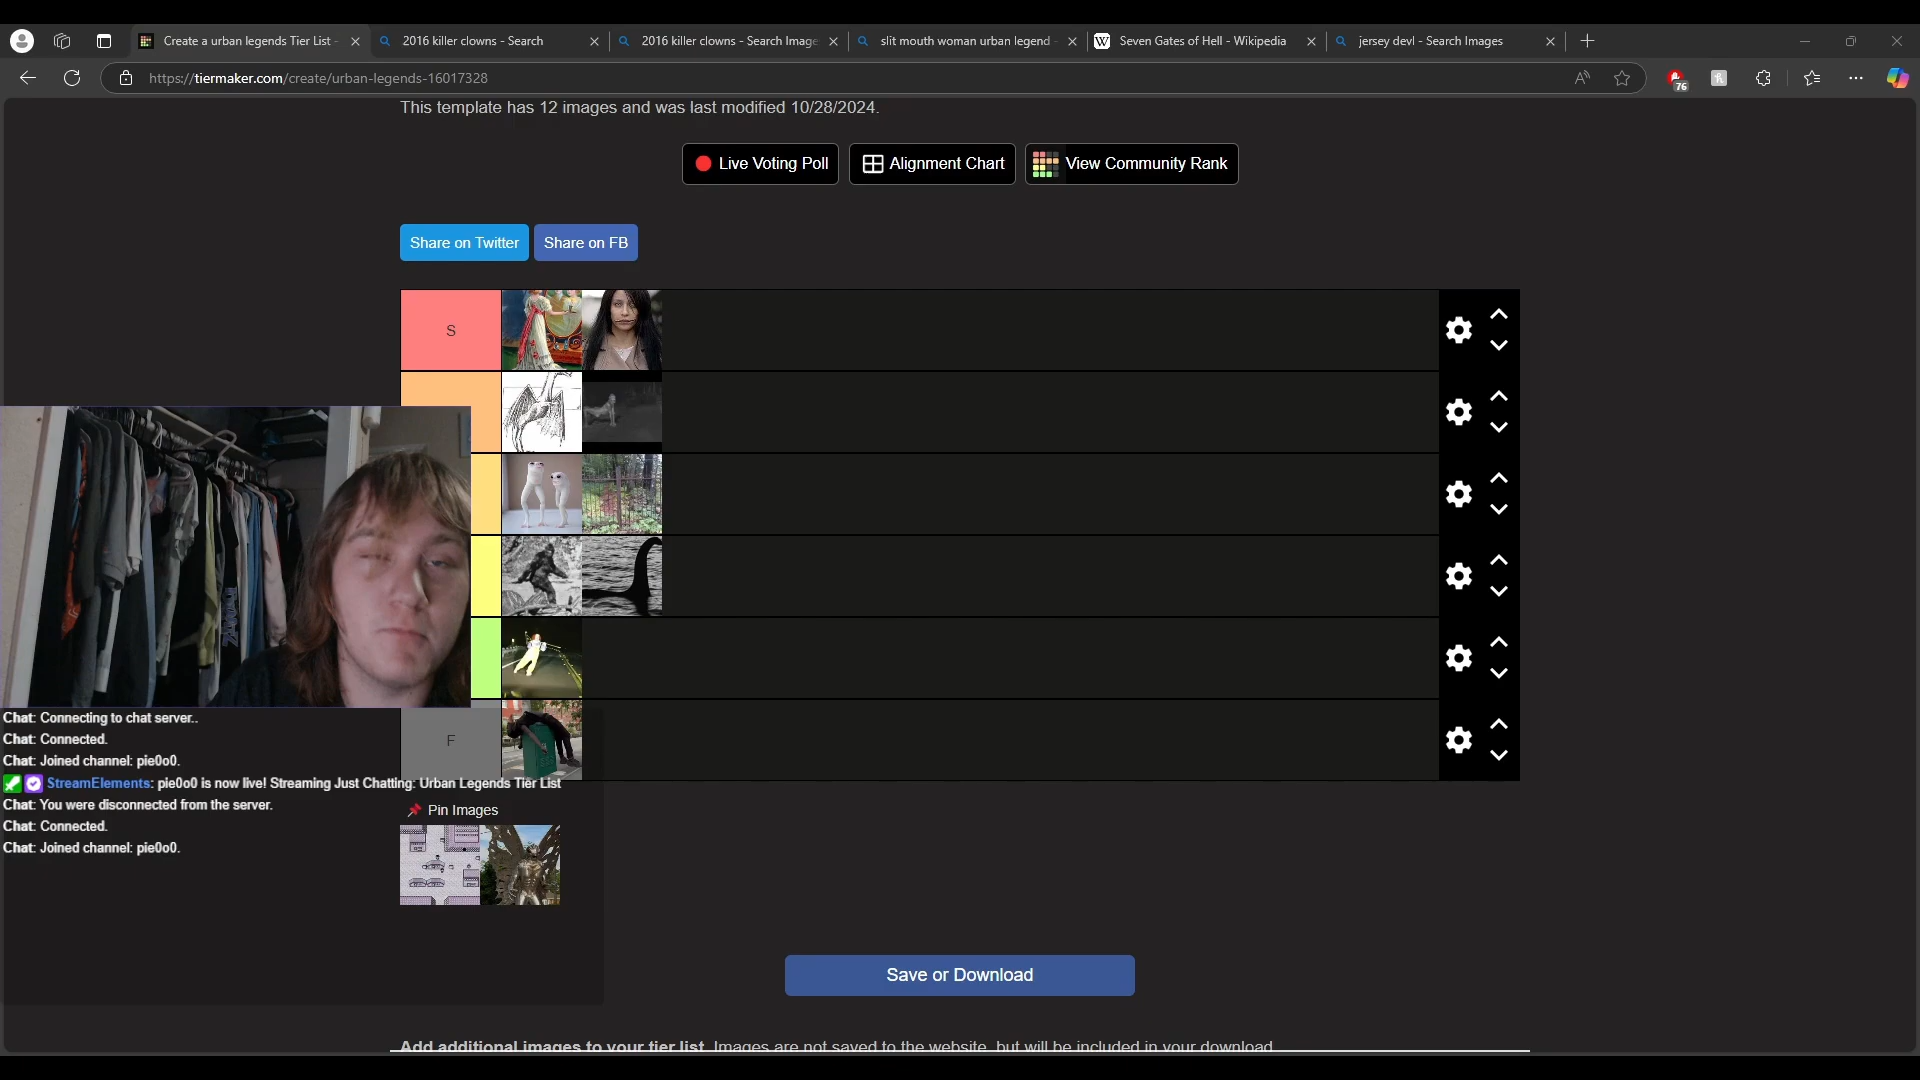 Create a urban legends Tier List -
2016 killer clowns - Search
2016 killer clowns - Search Image
slit mouth woman urban legend -
W
Seven Gates of Hell - Wikipedia
jersey devl - Search Images
https://tiermaker.com/create/urban-legends-16017328
76
This template has 12 images and was last modified 10/28/2024.
Live Voting Poll
Alignment Chart
View Community Rank
Share on Twitter
Share on FB
S
F
Chat: Connecting to chat server..
Chat: Connected.
Chat: Joined channel: pie0o0.
StreamElements: pie0o0 is now live! Streaming Just Chatting: Urban Legends Tier List
Chat: You were disconnected from the server.
Chat: Connected.
Chat: Joined channel: pie0o0.
Pin Images
Save or Download
Add additional images to your tier list. Images are not saved to the website, but will be included in your download